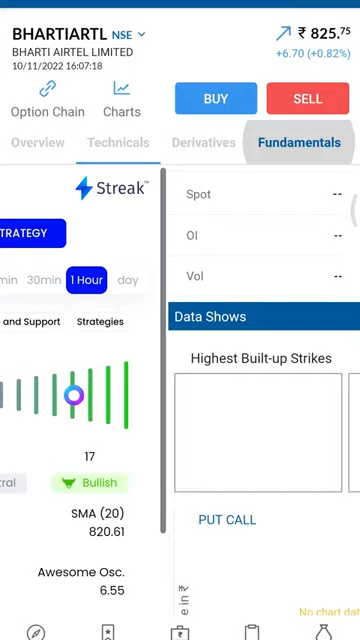 BHARTIARTL NSE
₹ 825.75
BHARTI AIRTEL LIMITED
+6.70 (+0.82%)
10/11/2022 16:07:18
Option Chain
Charts
BUY
SELL
Overview
Technicals
Derivatives
Fundamentals
Streak™
TRATEGY
min
30min
1 Hour
day
and Support
Strategies
17
tral
Bullish
SMA (20)
820.61
Awesome Osc.
6.55
Spot --
OI --
Vol --
Data Shows
Highest Built-up Strikes
PUT CALL
e in ₹
No chart dat